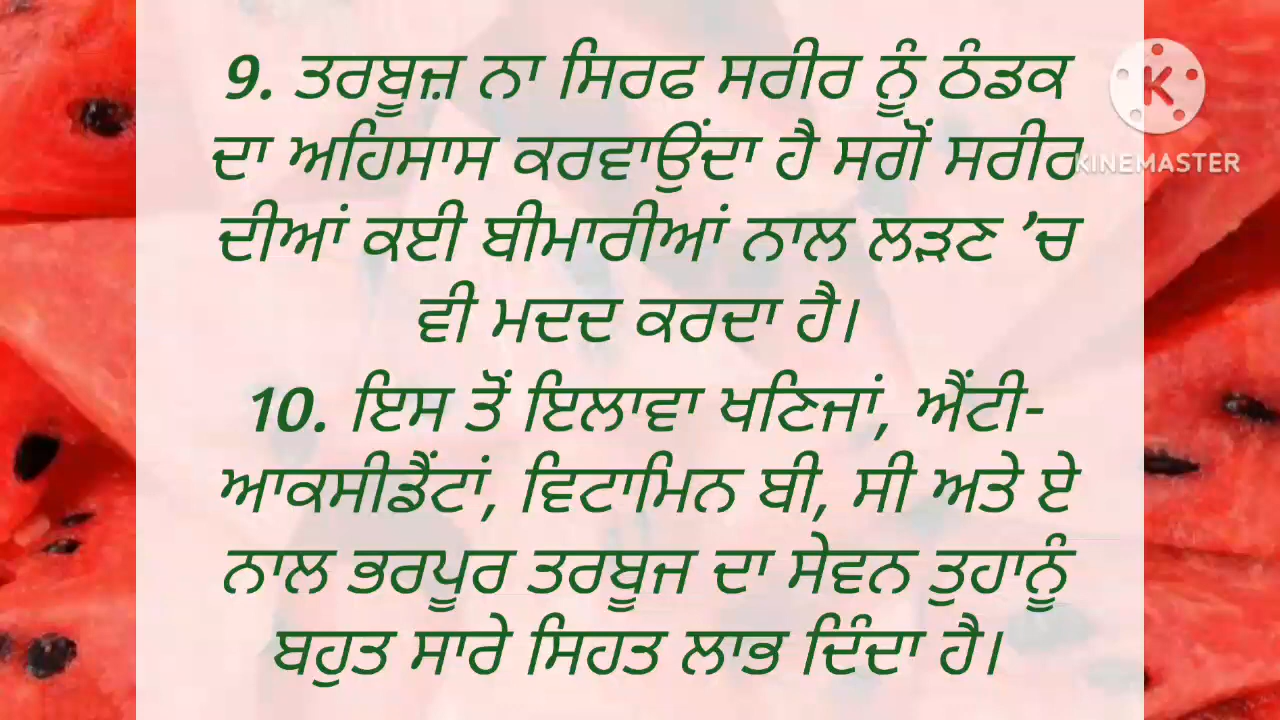 9. ਤਰਬੂਜ਼ ਨਾ ਸਿਰਫ ਸਰੀਰ ਨੂੰ ਠੰਡਕ
ਦਾ ਅਹਿਸਾਸ ਕਰਵਾਉਂਦਾ ਹੈ ਸਗੋਂ ਸਰੀਰ
ਦੀਆਂ ਕਈ ਬੀਮਾਰੀਆਂ ਨਾਲ ਲੜਣ ’ਚ
ਵੀ ਮਦਦ ਕਰਦਾ ਹੈ।
10. ਇਸ ਤੋਂ ਇਲਾਵਾ ਖਣਿਜਾਂ, ਐਂਟੀ-
ਆਕਸੀਡੈਂਟਾਂ, ਵਿਟਾਮਿਨ ਬੀ, ਸੀ ਅਤੇ ਏ
ਨਾਲ ਭਰਪੂਰ ਤਰਬੂਜ ਦਾ ਸੇਵਨ ਤੁਹਾਨੂੰ
ਬਹੁਤ ਸਾਰੇ ਸਿਹਤ ਲਾਭ ਦਿੰਦਾ ਹੈ।
K
KINEMASTER